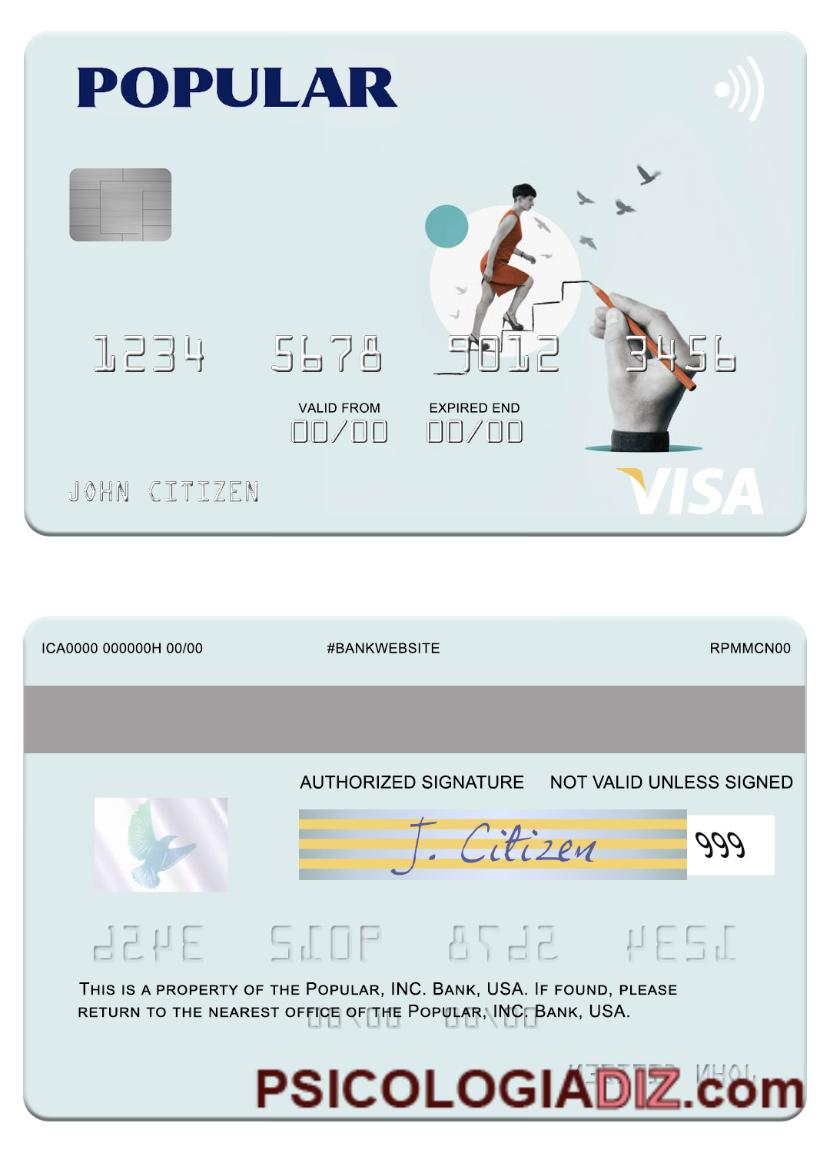 POPULAR
1234 5678 9012 3456
VALID FROM EXPIRED END
00/00 00/00
JOHN CITIZEN
VISA
ICA0000 000000H 00/00 #BANKWEBSITE RPMMCN00
AUTHORIZED SIGNATURE NOT VALID UNLESS SIGNED
J. Citizen 999
THIS IS A PROPERTY OF THE POPULAR, INC. BANK, USA. IF FOUND, PLEASE
RETURN TO THE NEAREST OFFICE OF THE POPULAR, INC. BANK, USA.
PSICOLOGIADIZ.com